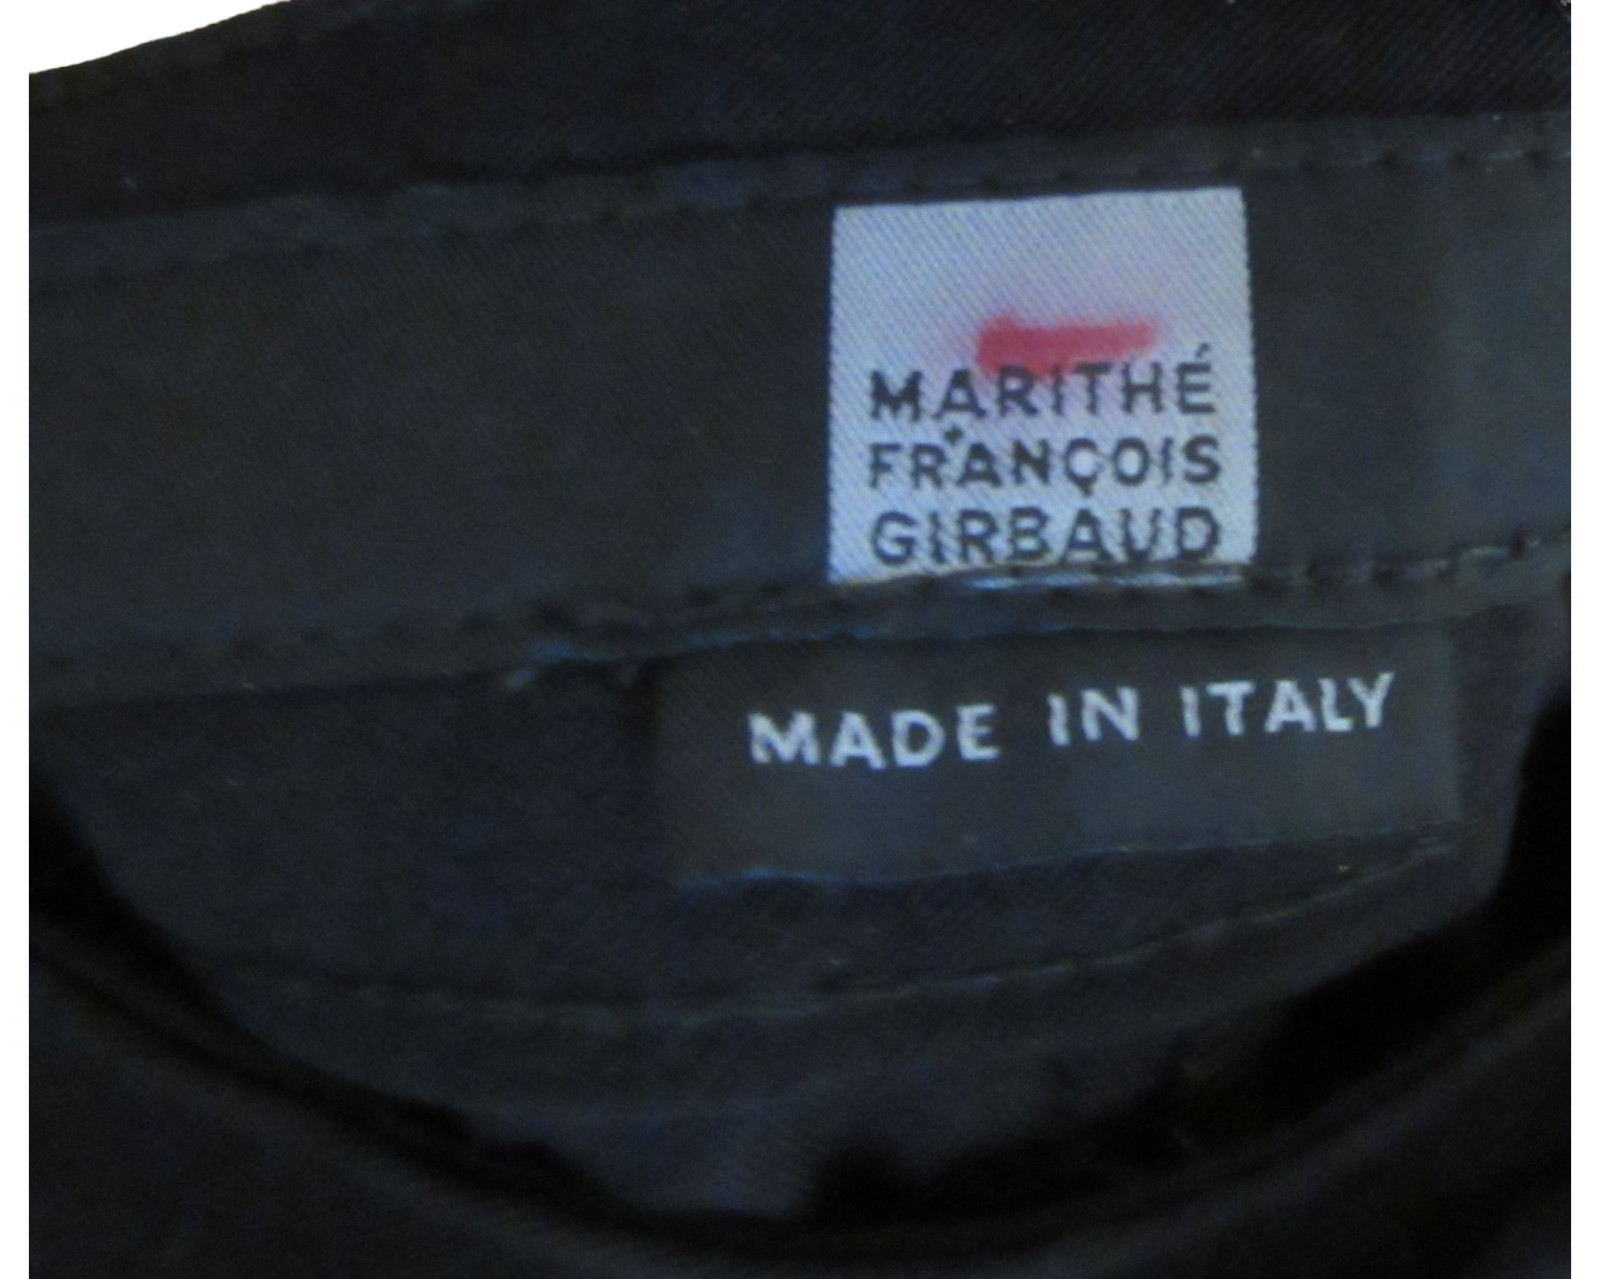 MARITHÉ
+
FRANÇOIS
GIRBAUD
MADE IN ITALY